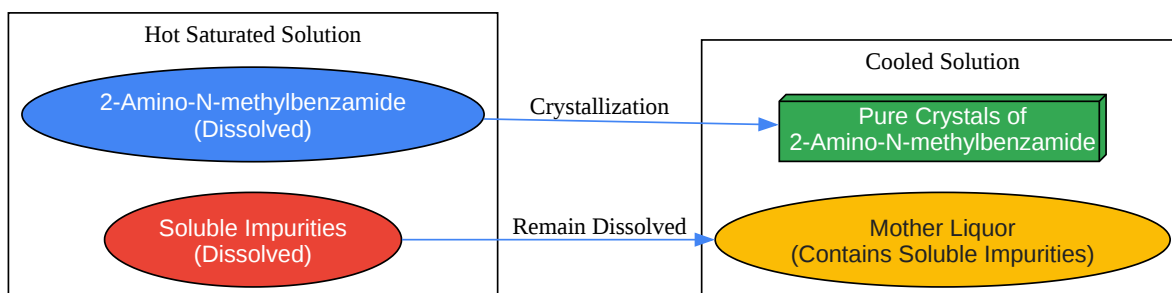 Hot Saturated Solution
2-Amino-N-methylbenzamide
(Dissolved)
Soluble Impurities
(Dissolved)
Crystallization
Remain Dissolved
Cooled Solution
Pure Crystals of
2-Amino-N-methylbenzamide
Mother Liquor
(Contains Soluble Impurities)